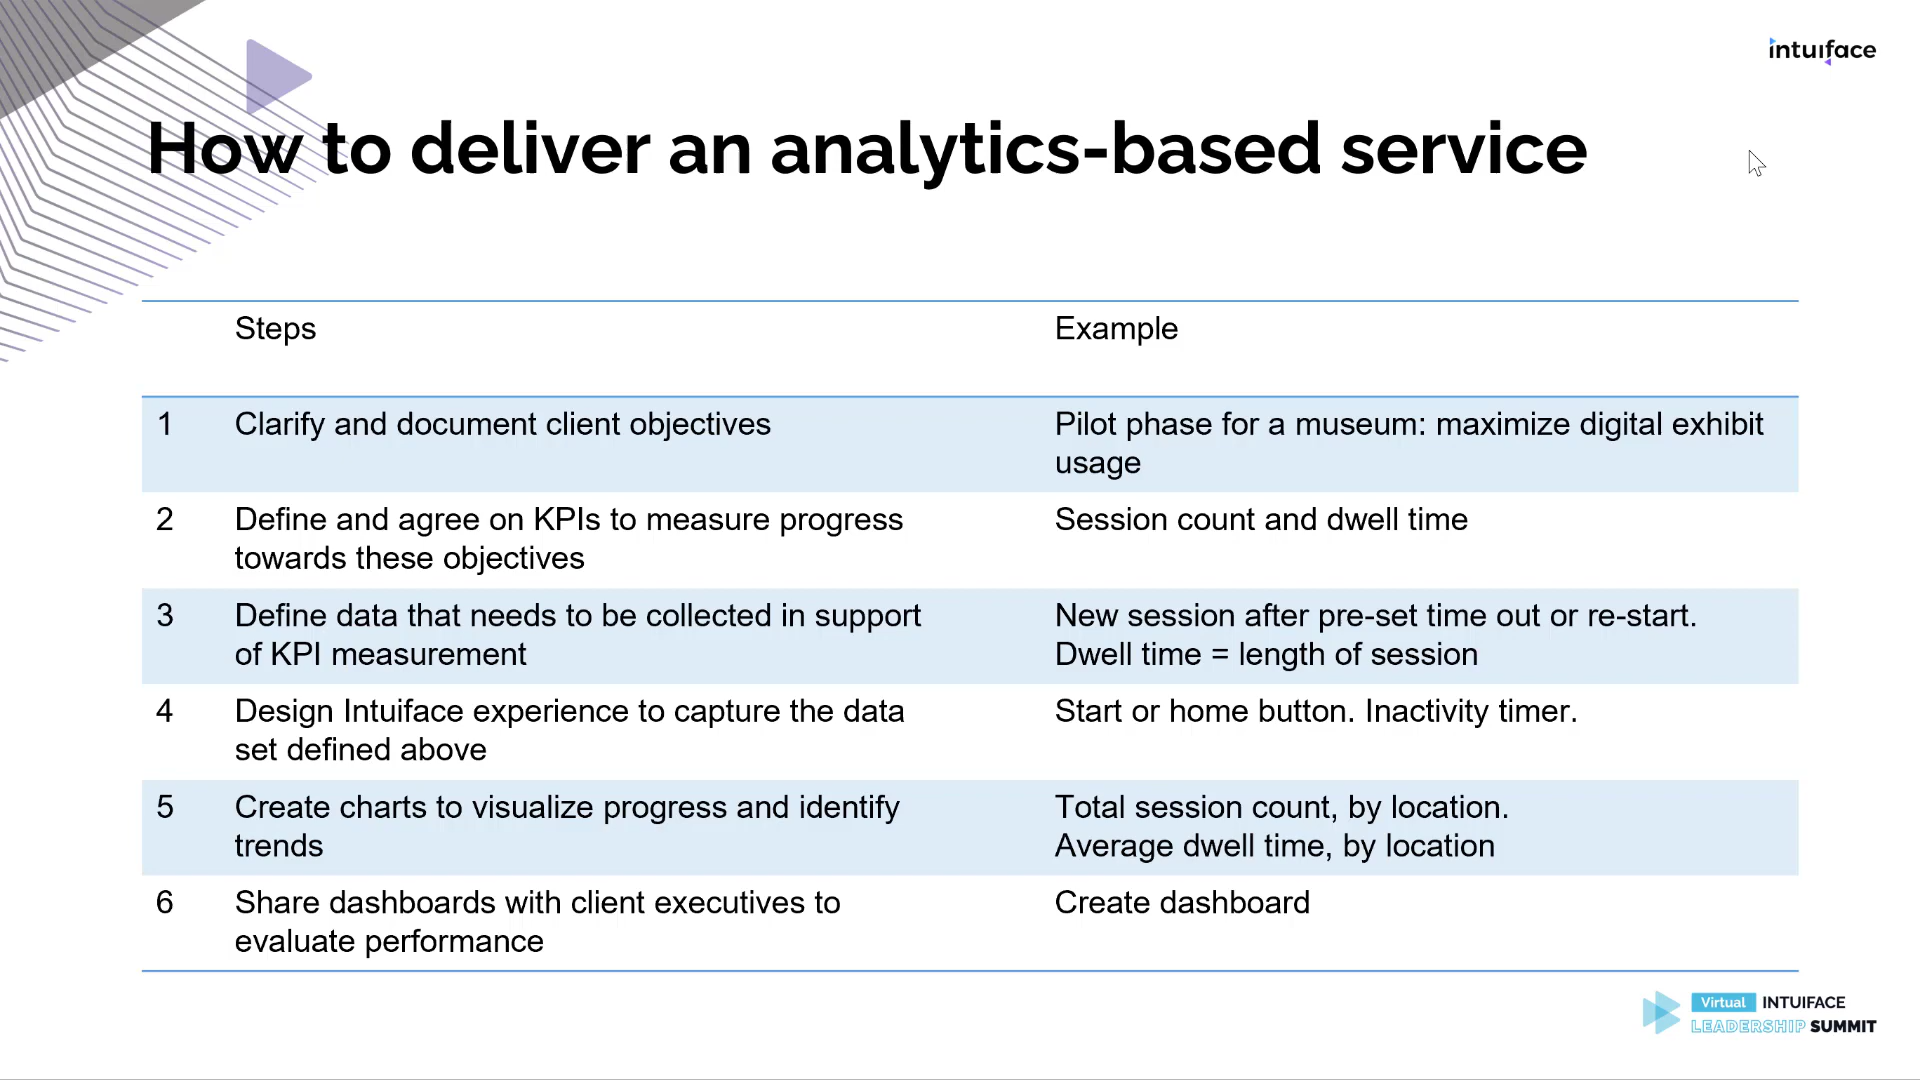 intuiface
How to deliver an analytics-based service
Steps
Example
1
Clarify and document client objectives
Pilot phase for a museum: maximize digital exhibit
usage
2
Define and agree on KPIs to measure progress
towards these objectives
Session count and dwell time
3
Define data that needs to be collected in support
of KPI measurement
New session after pre-set time out or re-start.
Dwell time = length of session
4
Design Intuiface experience to capture the data
set defined above
Start or home button. Inactivity timer.
5
Create charts to visualize progress and identify
trends
Total session count, by location.
Average dwell time, by location
6
Share dashboards with client executives to
evaluate performance
Create dashboard
Virtual INTUIFACE
LEADERSHIP SUMMIT